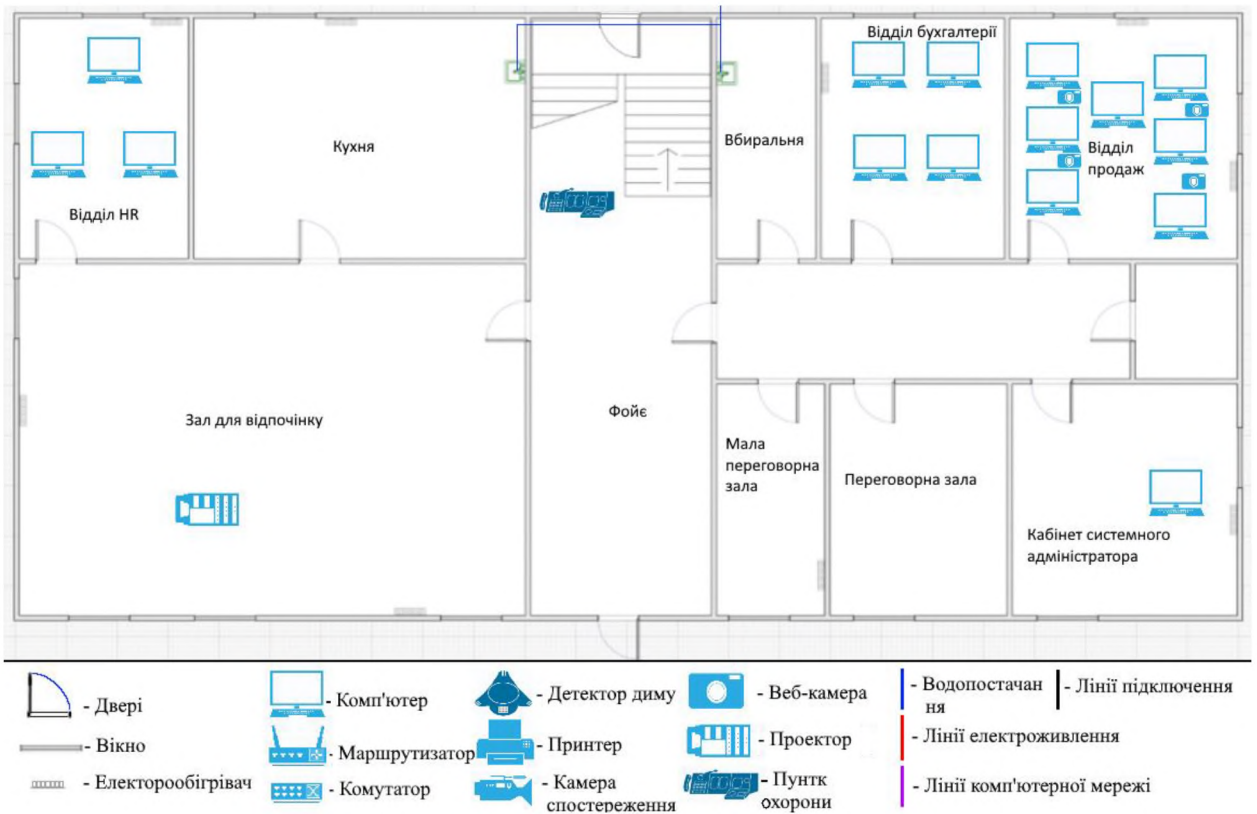 Відділ бухгалтерії
Кухня
Вбиральня
Відділ
продаж
Відділ HR
Зал для відпочінку
Фойє
Мала
переговорна
зала
Переговорна зала
Кабінет системного
адміністратора
- Двері
- Вікно
- Електорообігрівач
- Комп'ютер
- Маршрутизатор
- Комутатор
- Детектор диму
- Принтер
- Камера
спостереження
- Веб-камера
- Проектор
- Пунтк
охорони
- Водопостачан
ня
- Лінії підключення
- Лінії електроживлення
- Лінії комп'ютерної мережі